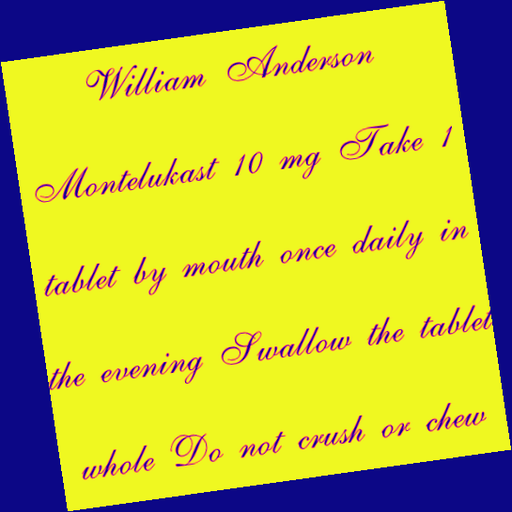 William Anderson
Montelukast 10 mg Take 1
tablet by mouth once daily in
the evening Swallow the tablet
whole Do not crush or chew